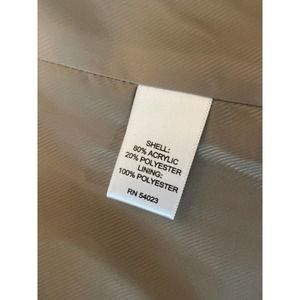 SHELL:
80% ACRYLIC
20% POLYESTER
LINING:
100% POLYESTER
RN 54023